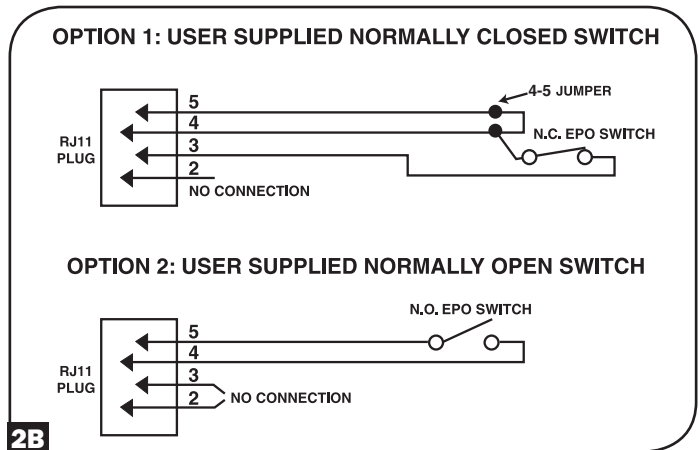 OPTION 1: USER SUPPLIED NORMALLY CLOSED SWITCH
4-5 JUMPER
5
4
N.C. EPO SWITCH
RJ11
PLUG
3
2
NO CONNECTION
OPTION 2: USER SUPPLIED NORMALLY OPEN SWITCH
N.O. EPO SWITCH
5
4
RJ11
PLUG
3
NO CONNECTION
2
2B